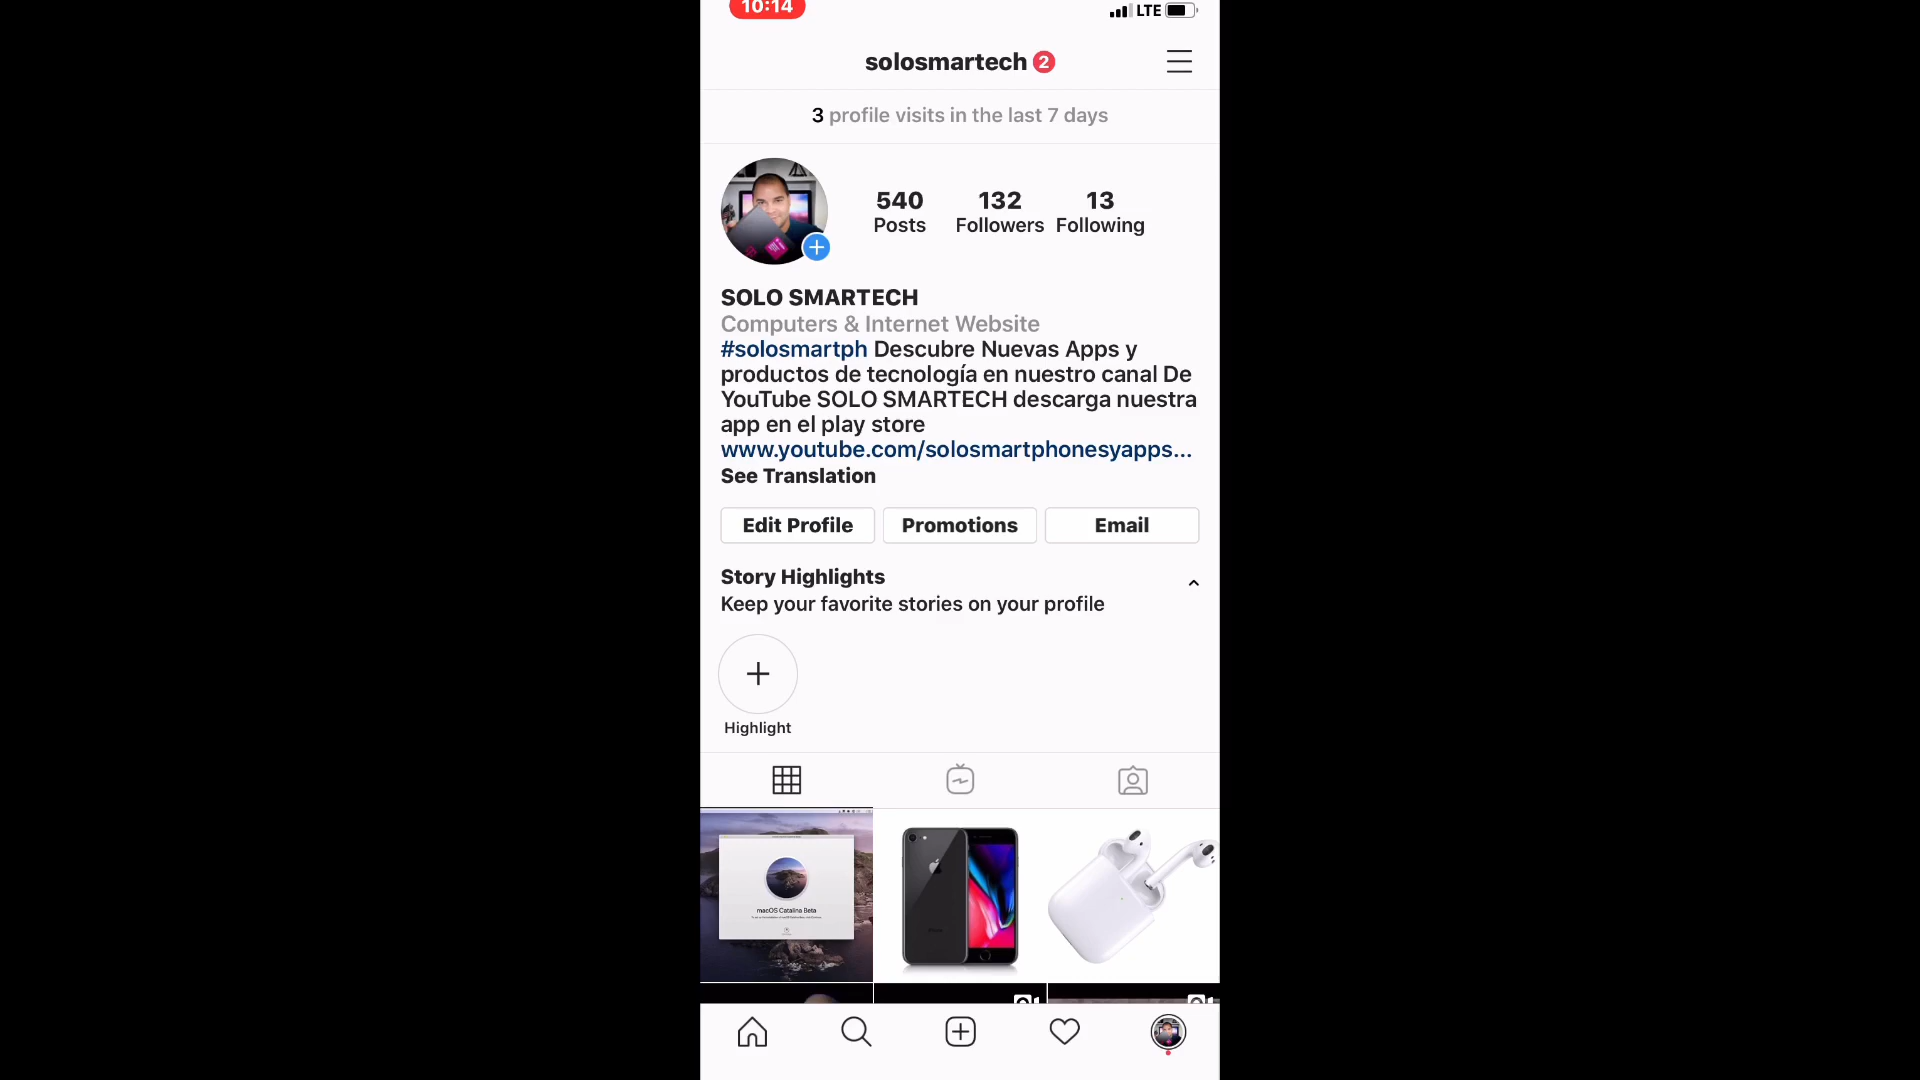 10:14
LTE
solosmartech 2
3 profile visits in the last 7 days
540 132 13
Posts Followers Following
SOLO SMARTECH
Computers & Internet Website
#solosmartph Descubre Nuevas Apps y
productos de tecnología en nuestro canal De
YouTube SOLO SMARTECH descarga nuestra
app en el play store
www.youtube.com/solosmartphonesyapps...
See Translation
Edit Profile Promotions Email
Story Highlights
Keep your favorite stories on your profile
Highlight
macOS Catalina Beta